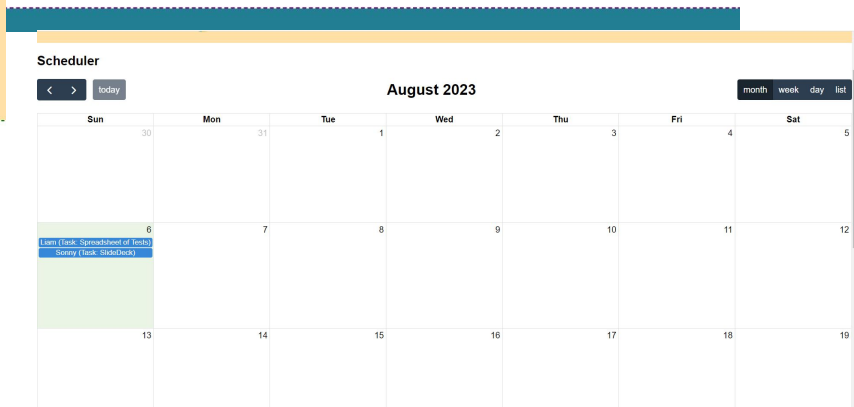 Scheduler
< > today August 2023 month week day list
Sun Mon Tue Wed Thu Fri Sat
30 31 1 2 3 4 5
6 7 8 9 10 11 12
Liam (Task: Spreadsheet of Tests)
Sonny (Task: SlideDeck)
13 14 15 16 17 18 19